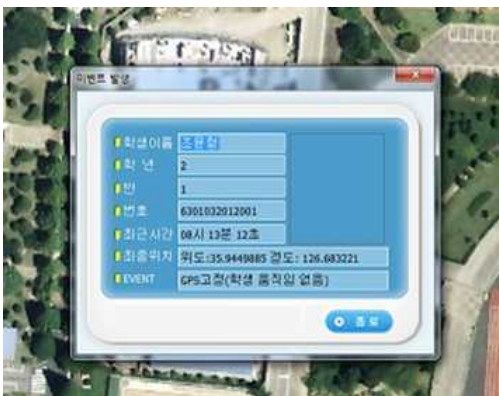 이벤트 발생
학생이름 조윤철
학 년 2
반 1
번호 6301032012001
최근시간 08시 13분 12초
최종위치 위도:35.9449885 경도: 126.683221
EVENT GPS고정(학생 움직임 없음)
종 료